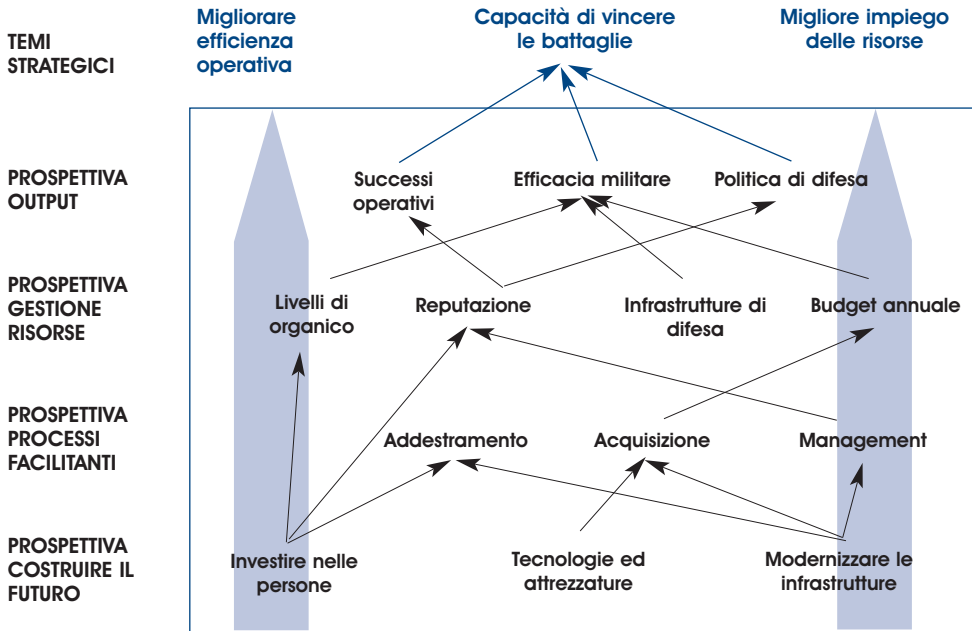 TEMI
STRATEGICI
Migliorare
efficienza
operativa
Capacità di vincere
le battaglie
Migliore impiego
delle risorse
PROSPETTIVA
OUTPUT
Successi
operativi
Efficacia militare
Politica di difesa
PROSPETTIVA
GESTIONE
RISORSE
Livelli di
organico
Reputazione
Infrastrutture di
difesa
Budget annuale
PROSPETTIVA
PROCESSI
FACILITANTI
Addestramento
Acquisizione
Management
PROSPETTIVA
COSTRUIRE IL
FUTURO
Investire nelle
persone
Tecnologie ed
attrezzature
Modernizzare le
infrastrutture